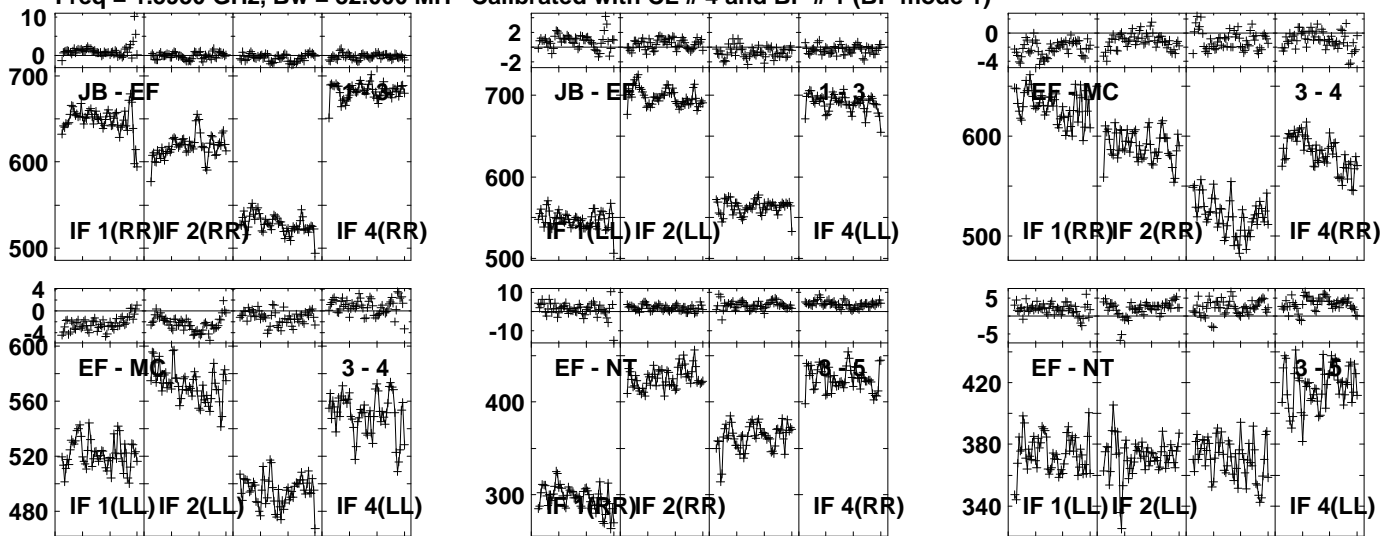 GHz, Bw = 32.000 Calibrated with CL # 4 and BP # 1 (BP mode 1)
10
0
700
JB - EF 1 - 3
600
IF 1(RR) IF 2(RR) IF 4(RR)
500
2
-2
700
JB - EF 1 - 3
600
IF 1(LL) IF 2(LL) IF 4(LL)
500
0
-4
EF - MC 3 - 4
600
IF 1(RR) IF 2(RR) IF 4(RR)
500
4
0
-4
600
EF - MC 3 - 4
560
520
IF 1(LL) IF 2(LL) IF 4(LL)
480
10
-10
EF - NT 3 - 5
400
300
IF 1(RR) IF 2(RR) IF 4(RR)
5
-5
EF - NT 3 - 5
420
380
340
IF 1(LL) IF 2(LL) IF 4(LL)